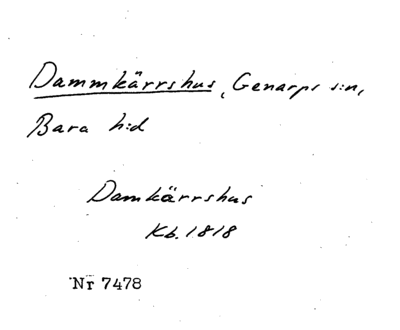 Dammkärrshus, Genarps s:n,
Bara h:d
Damkärrshus
Kb. 1818
Nr 7478